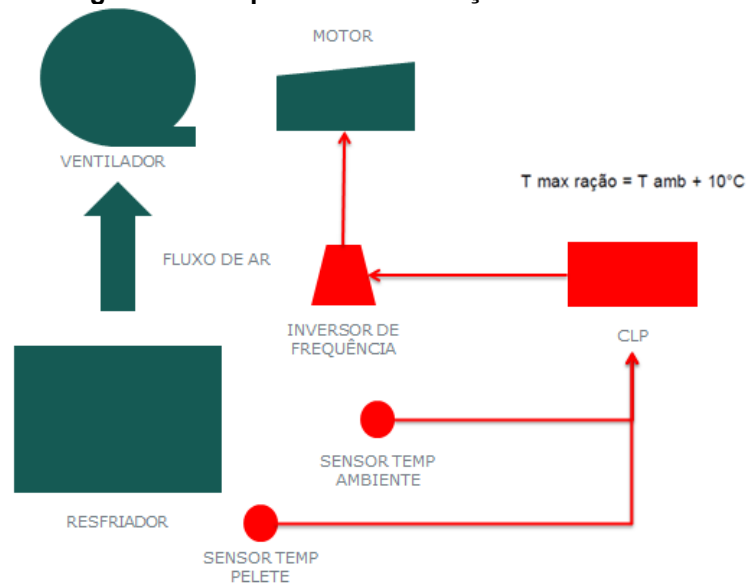 MOTOR
VENTILADOR
T max ração = T amb + 10°C
FLUXO DE AR
INVERSOR DE
FREQUÊNCIA
CLP
SENSOR TEMP
AMBIENTE
RESFRIADOR
SENSOR TEMP
PELETE